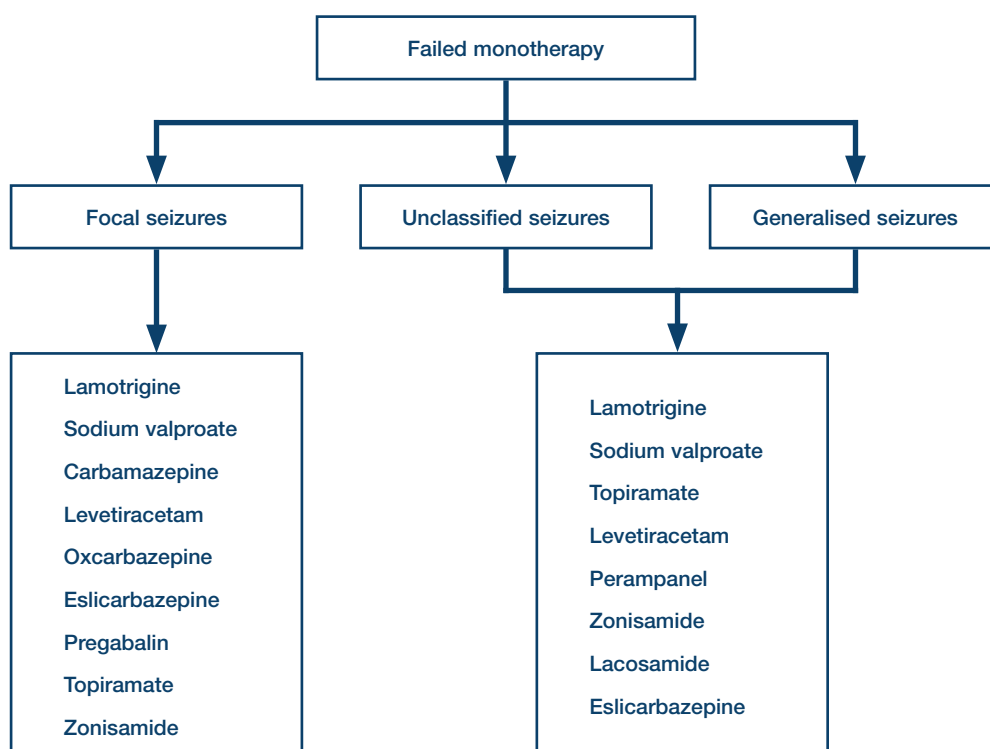 Failed monotherapy
Focal seizures
Unclassified seizures
Generalised seizures
Lamotrigine
Sodium valproate
Carbamazepine
Levetiracetam
Oxcarbazepine
Eslicarbazepine
Pregabalin
Topiramate
Zonisamide
Lamotrigine
Sodium valproate
Topiramate
Levetiracetam
Perampanel
Zonisamide
Lacosamide
Eslicarbazepine